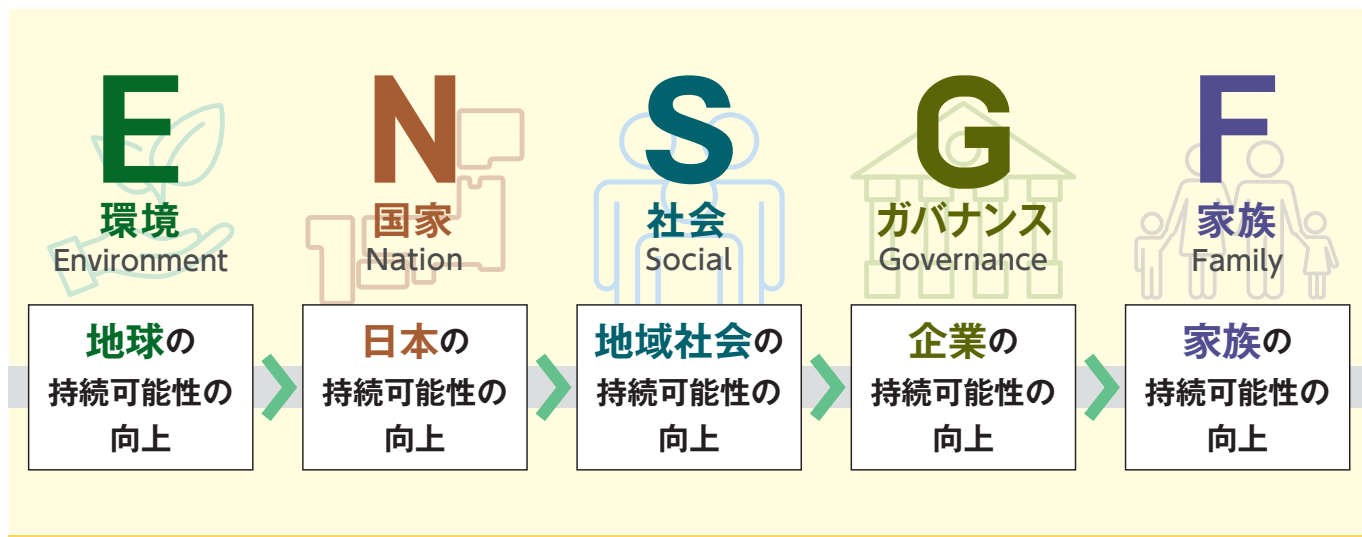 E
環境
Environment
地球の
持続可能性の
向上
N
国家
Nation
日本の
持続可能性の
向上
S
社会
Social
地域社会の
持続可能性の
向上
G
ガバナンス
Governance
企業の
持続可能性の
向上
F
家族
Family
家族の
持続可能性の
向上